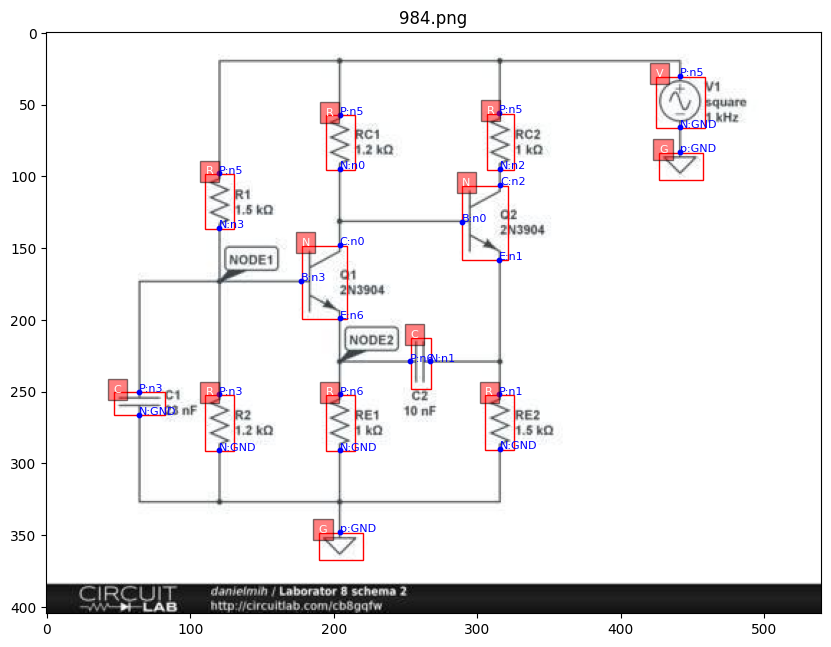 984.png
0
50
100
150
200
250
300
350
400
0
100
200
300
400
500
V
P:n5
V1
square
1 kHz
N:GND
G
p:GND
R
P:n5
RC1
1.2 kΩ
N:n0
R
P:n5
RC2
1 kΩ
N:n2
R
P:n5
R1
1.5 kΩ
N:n3
N
C:n2
B:n0
Q2
2N3904
E:n1
NODE1
N
C:n0
B:n3
Q1
2N3904
E:n6
NODE2
C
N:n1
C2
10 nF
C
P:n3
C1
nF
N:GND
R
P:n3
R2
1.2 kΩ
N:GND
R
P:n6
RE1
1 kΩ
N:GND
R
P:n1
RE2
1.5 kΩ
N:GND
G
p:GND
CIRCUIT
LAB
danielmih / Laborator 8 schema 2
http://circuitlab.com/cb8gqfw